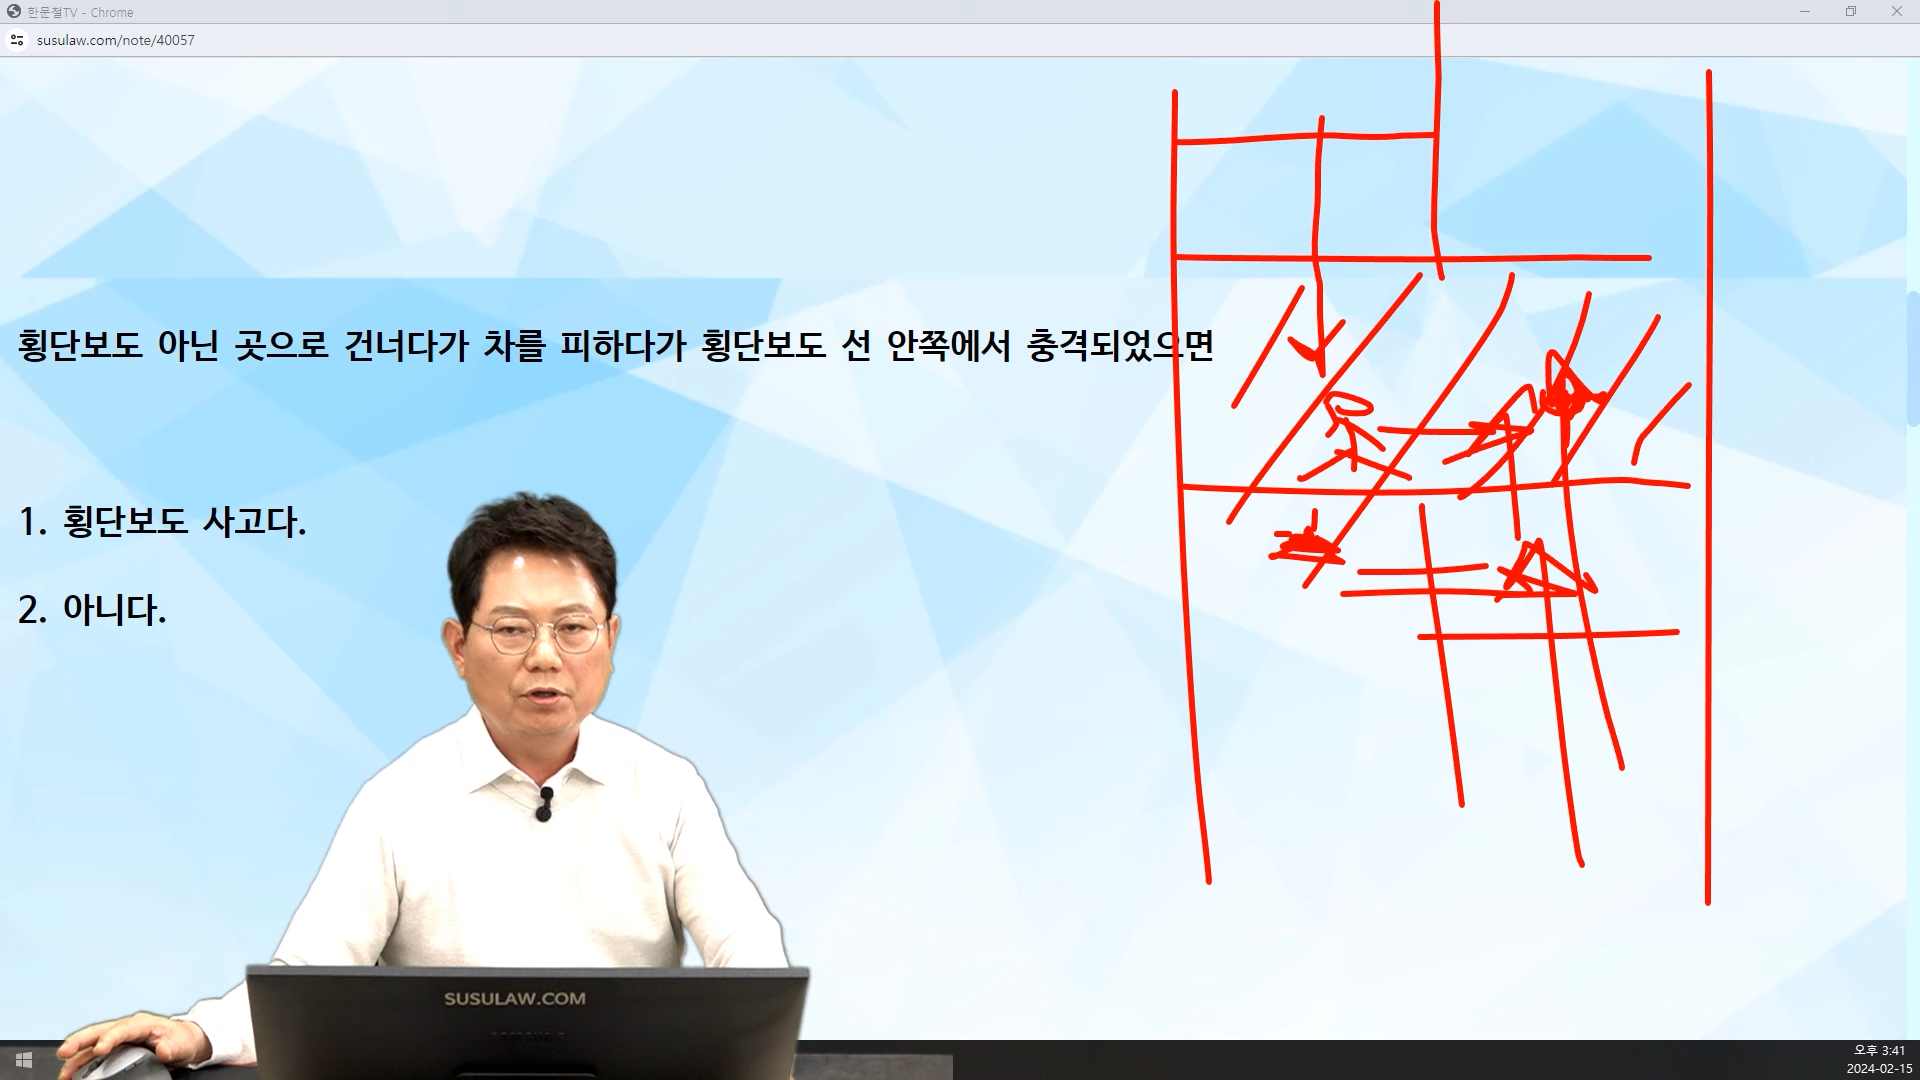 한문철TV - Chrome
susulaw.com/note/40057
횡단보도 아닌 곳으로 건너다가 차를 피하다가 횡단보도 선 안쪽에서 충격되었으면
1. 횡단보도 사고다.
2. 아니다.
SUSULAW.COM
오후 3:41
2024-02-15